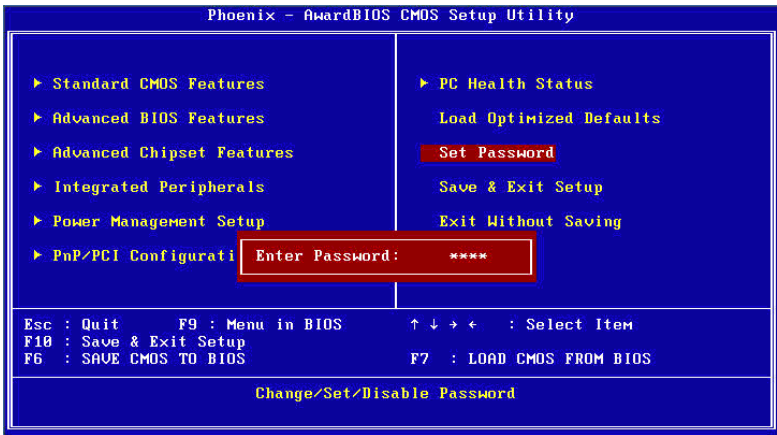 Phoenix - AwardBIOS CMOS Setup Utility
Standard CMOS Features
Advanced BIOS Features
Advanced Chipset Features
Integrated Peripherals
Power Management Setup
PnP/PCI Configurati
PC Health Status
Load Optimized Defaults
Set Password
Save & Exit Setup
Exit Without Saving
Enter Password: ****
Esc : Quit F9 : Menu in BIOS ↑ ↓ → ← : Select Item
F10 : Save & Exit Setup
F6 : SAVE CMOS TO BIOS F7 : LOAD CMOS FROM BIOS
Change/Set/Disable Password